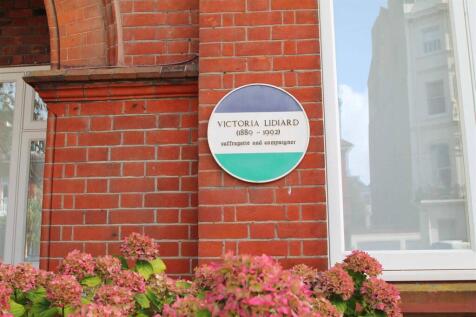 VICTORIA LIDIARD
(1889 - 1992)
suffragette and campaigner